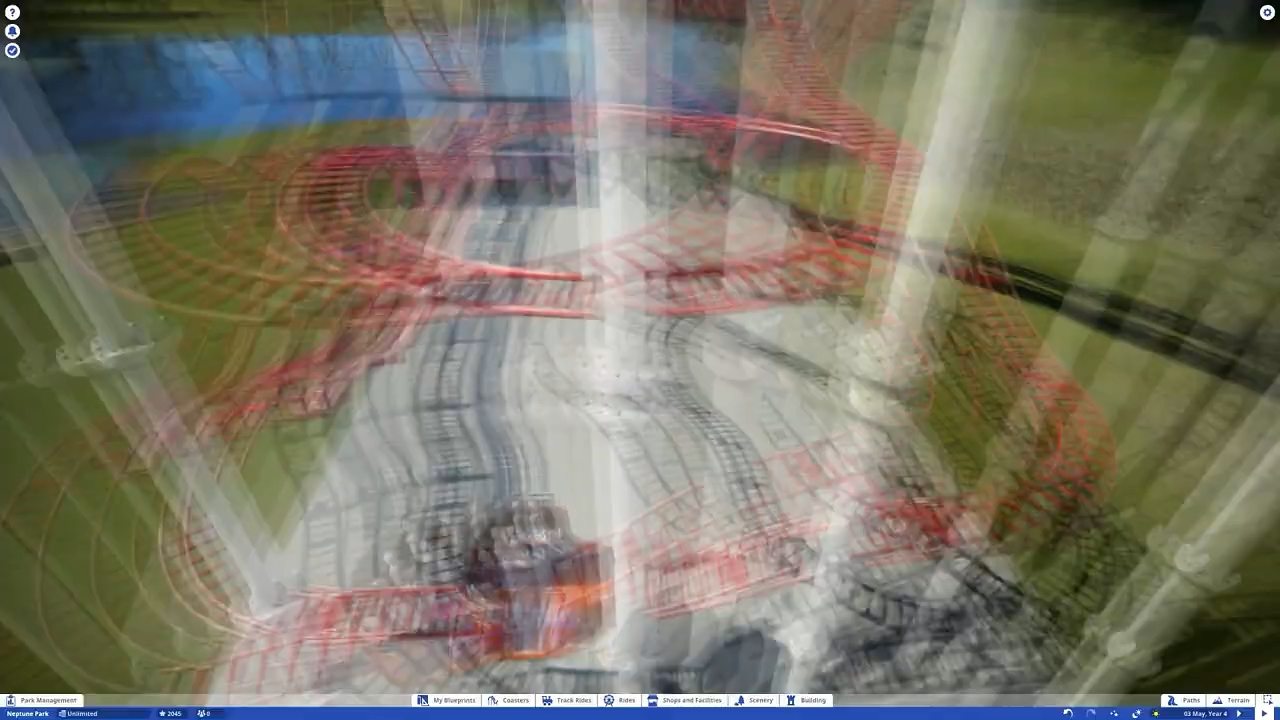 ?
Park Management
My Blueprints Coasters Track Rides Rides Shops and Facilities Scenery Building Paths Terrain
Neptune Park Unlimited 2045 0 03 May, Year 4